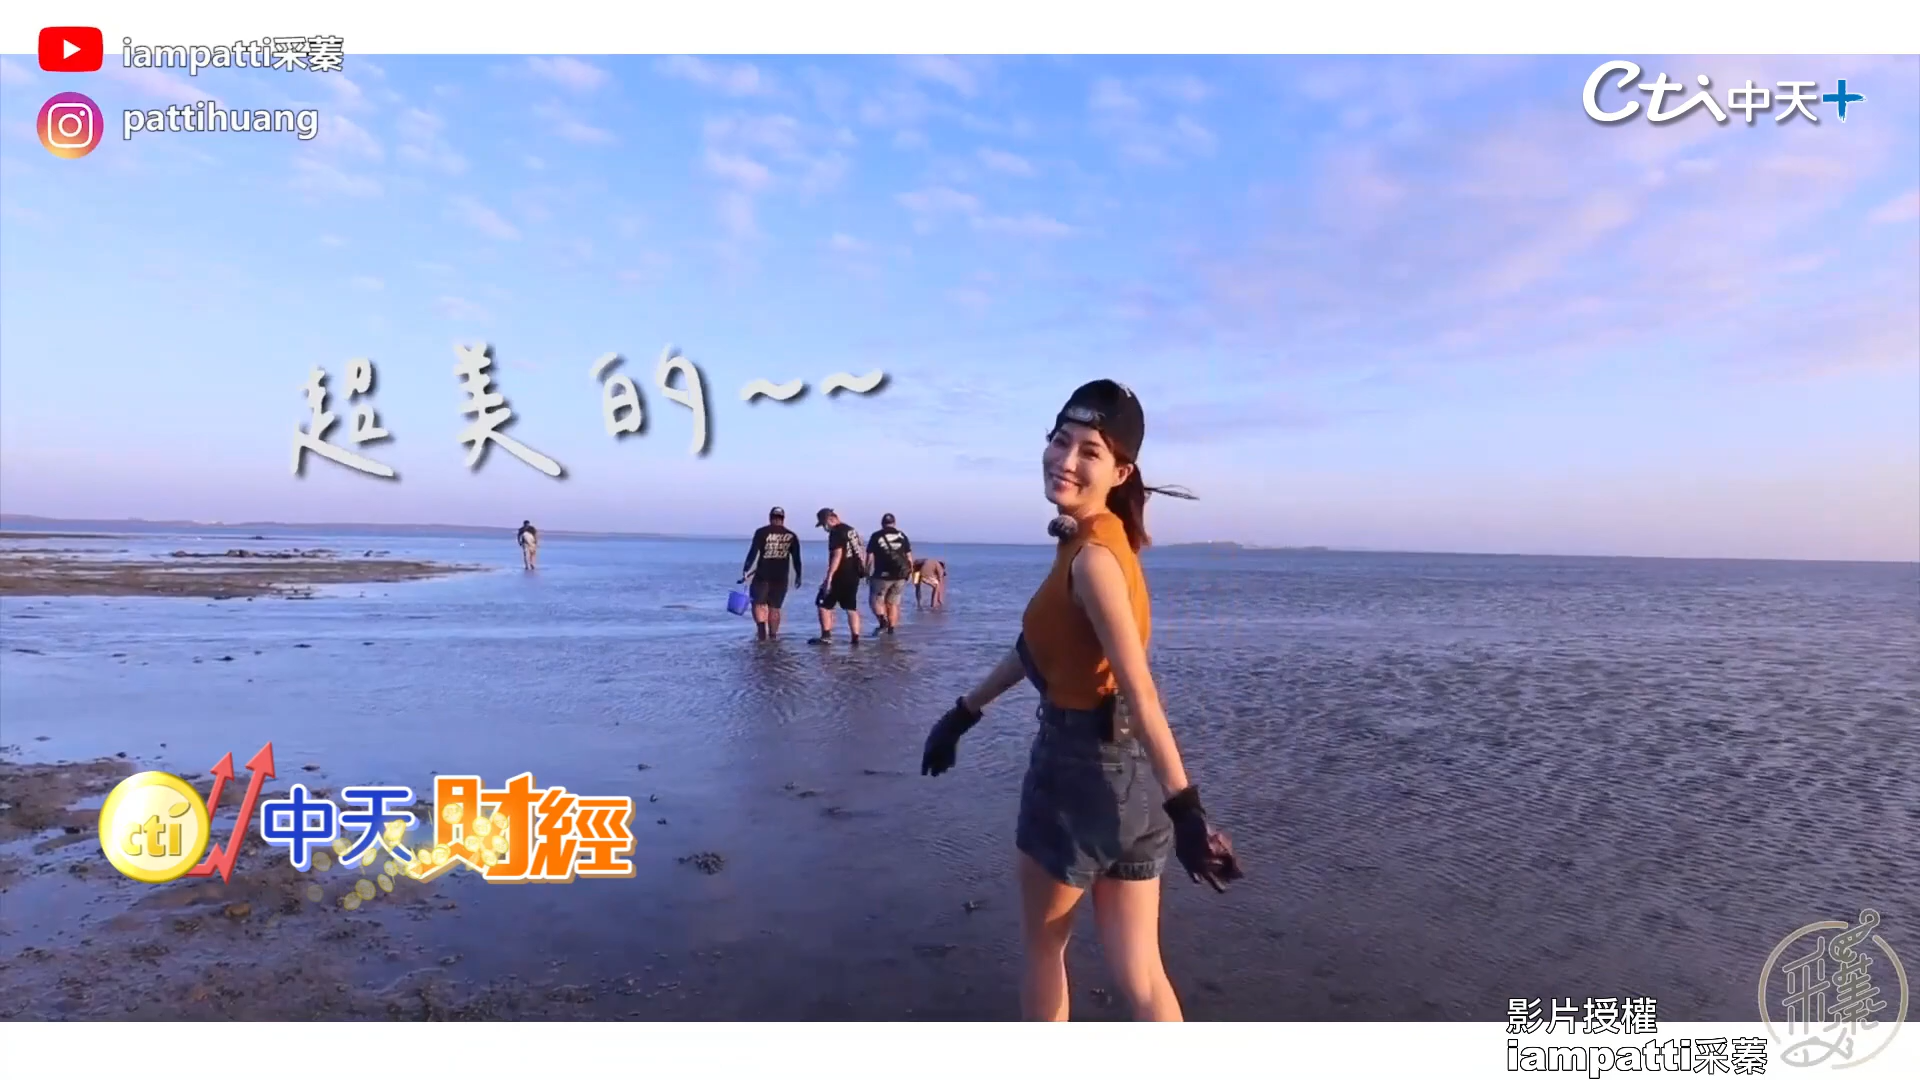 iampatti采蓁
pattihuang
cti中天+
超美的~~
cti 中天財經
影片授權
iampatti采蓁
采蓁